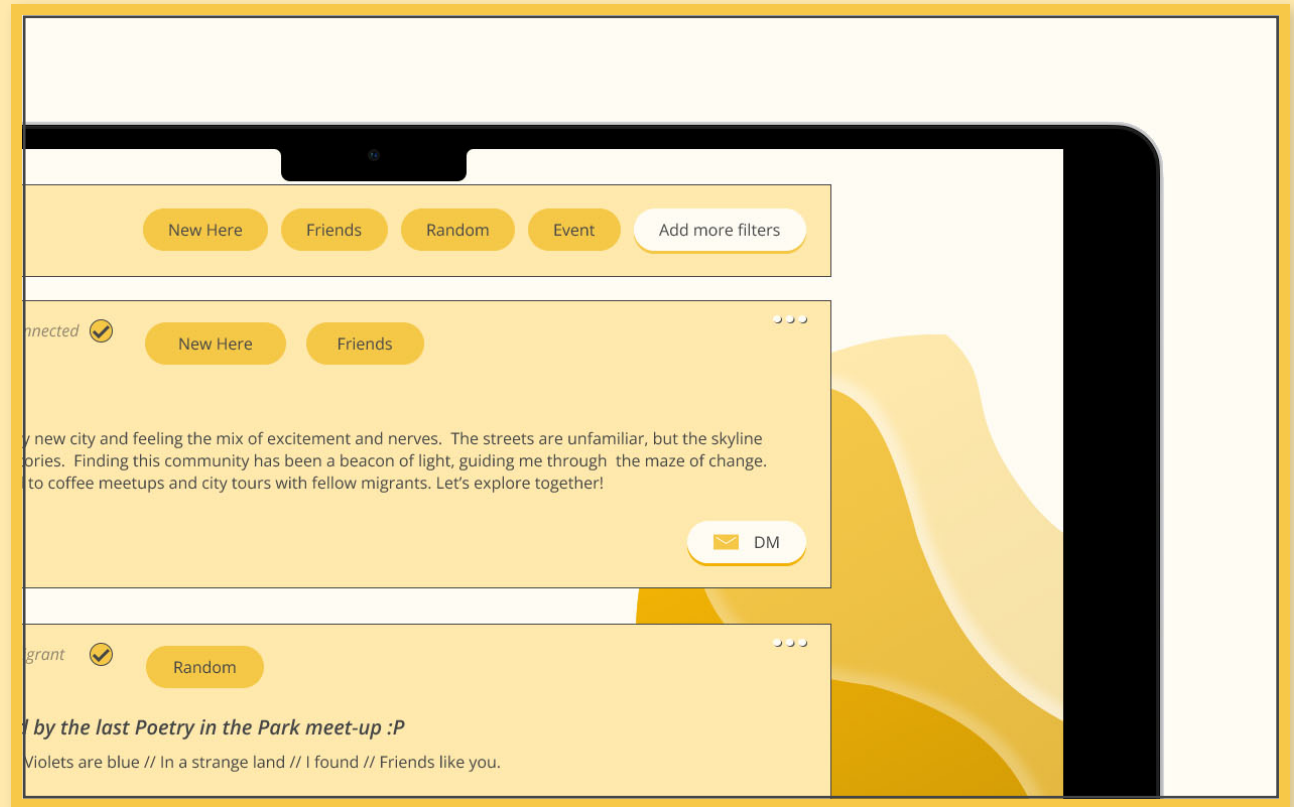 New Here Friends Random Event Add more filters
New Here Friends
new city and feeling the mix of excitement and nerves. The streets are unfamiliar, but the skyline
Finding this community has been a beacon of light, guiding me through the maze of change.
to coffee meetups and city tours with fellow migrants. Let’s explore together!
DM
Random
by the last Poetry in the Park meet-up :P
Violets are blue // In a strange land // I found // Friends like you.